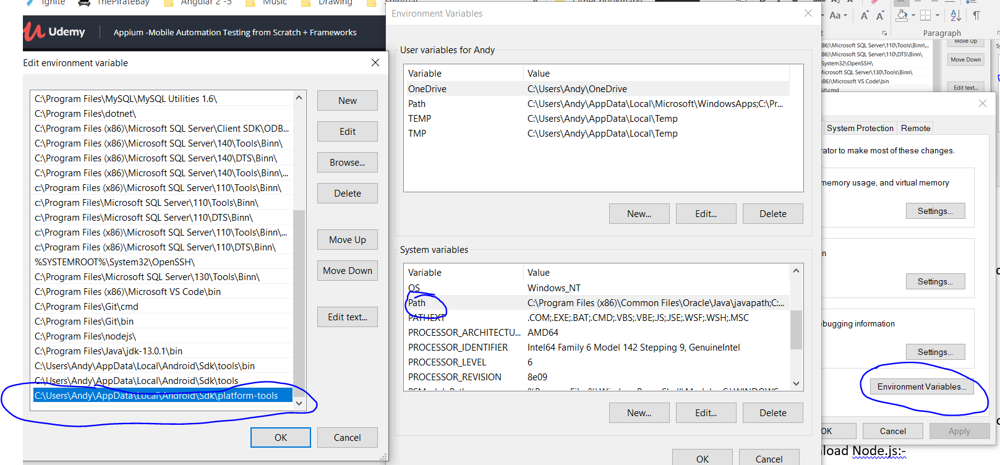 Ignite ThePirateBay Angular 2 -5 Music Drawing Spiritual
Other bookmarks
Udemy
Appium -Mobile Automation Testing from Scratch + Frameworks
Edit environment variable
C:\Program Files\MySQL\MySQL Utilities 1.6\
C:\Program Files\dotnet\
C:\Program Files (x86)\Microsoft SQL Server\Client SDK\ODB...
C:\Program Files (x86)\Microsoft SQL Server\140\Tools\Binn\
C:\Program Files (x86)\Microsoft SQL Server\140\DTS\Binn\
C:\Program Files (x86)\Microsoft SQL Server\140\Tools\Binn\...
c:\Program Files (x86)\Microsoft SQL Server\110\Tools\Binn\
c:\Program Files\Microsoft SQL Server\110\Tools\Binn\
c:\Program Files\Microsoft SQL Server\110\DTS\Binn\
c:\Program Files (x86)\Microsoft SQL Server\110\Tools\Binn\...
c:\Program Files (x86)\Microsoft SQL Server\110\DTS\Binn\
%SYSTEMROOT%\System32\OpenSSH\
C:\Program Files\Microsoft SQL Server\130\Tools\Binn\
C:\Program Files (x86)\Microsoft VS Code\bin
C:\Program Files\Git\cmd
C:\Program Files\Git\bin
C:\Program Files\nodejs\
C:\Program Files\Java\jdk-13.0.1\bin
C:\Users\Andy\AppData\Local\Android\Sdk\tools\bin
C:\Users\Andy\AppData\Local\Android\Sdk\tools
C:\Users\Andy\AppData\Local\Android\Sdk\platform-tools
New
Edit
Browse...
Delete
Move Up
Move Down
Edit text...
OK
Cancel
Environment Variables
User variables for Andy
Variable Value
OneDrive C:\Users\Andy\OneDrive
Path C:\Users\Andy\AppData\Local\Microsoft\WindowsApps;C:\Pr...
TEMP C:\Users\Andy\AppData\Local\Temp
TMP C:\Users\Andy\AppData\Local\Temp
New... Edit... Delete
System variables
Variable Value
OS Windows_NT
Path C:\Program Files (x86)\Common Files\Oracle\Java\javapath;C:...
PATHEXT .COM;.EXE;.BAT;.CMD;.VBS;.VBE;.JS;.JSE;.WSF;.WSH;.MSC
PROCESSOR_ARCHITECTU... AMD64
PROCESSOR_IDENTIFIER Intel64 Family 6 Model 142 Stepping 9, GenuineIntel
PROCESSOR_LEVEL 6
PROCESSOR_REVISION 8e09
New... Edit... Delete
OK Cancel
Aa
Paragraph
x86)\Microsoft SQL Server\110\Tools\Binn\...
x86)\Microsoft SQL Server\110\DTS\Binn\
System32\OpenSSH\
Microsoft SQL Server\130\Tools\Binn\
x86)\Microsoft VS Code\bin
Git\cmd
Move Up
Move Down
Edit text...
System Protection Remote
rator to make most of these changes.
memory usage, and virtual memory
Settings...
Settings...
ebugging information
Settings...
Environment Variables...
OK Cancel Apply
load Node.js:-